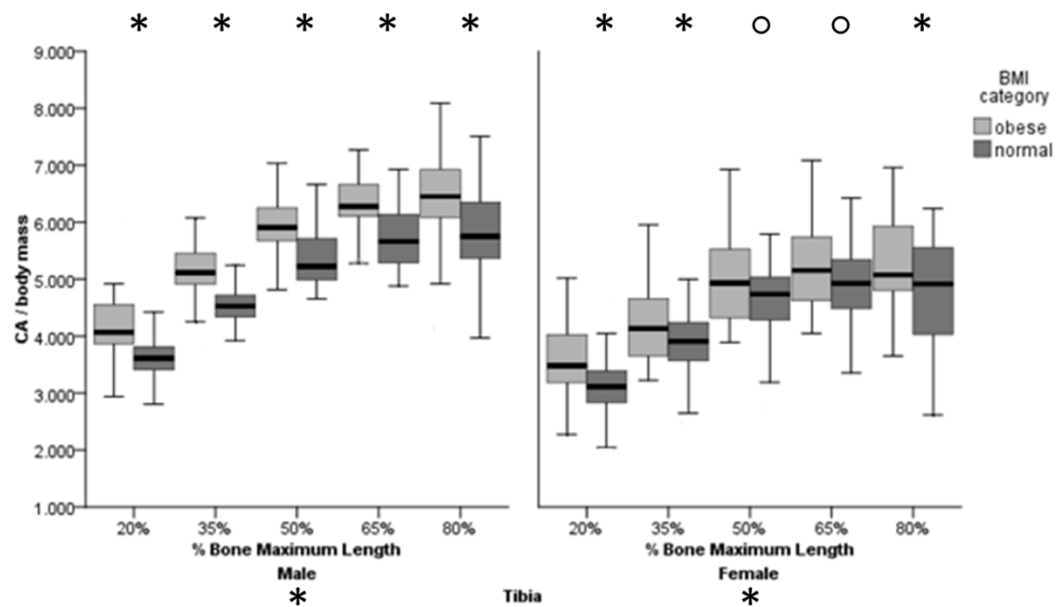 * * * * * * * ○ ○ *
9.000
8.000
7.000
6.000
5.000
4.000
3.000
2.000
1.000
CA / body mass
BMI
category
obese
normal
20% 35% 50% 65% 80% 20% 35% 50% 65% 80%
% Bone Maximum Length % Bone Maximum Length
Male Female
* Tibia *